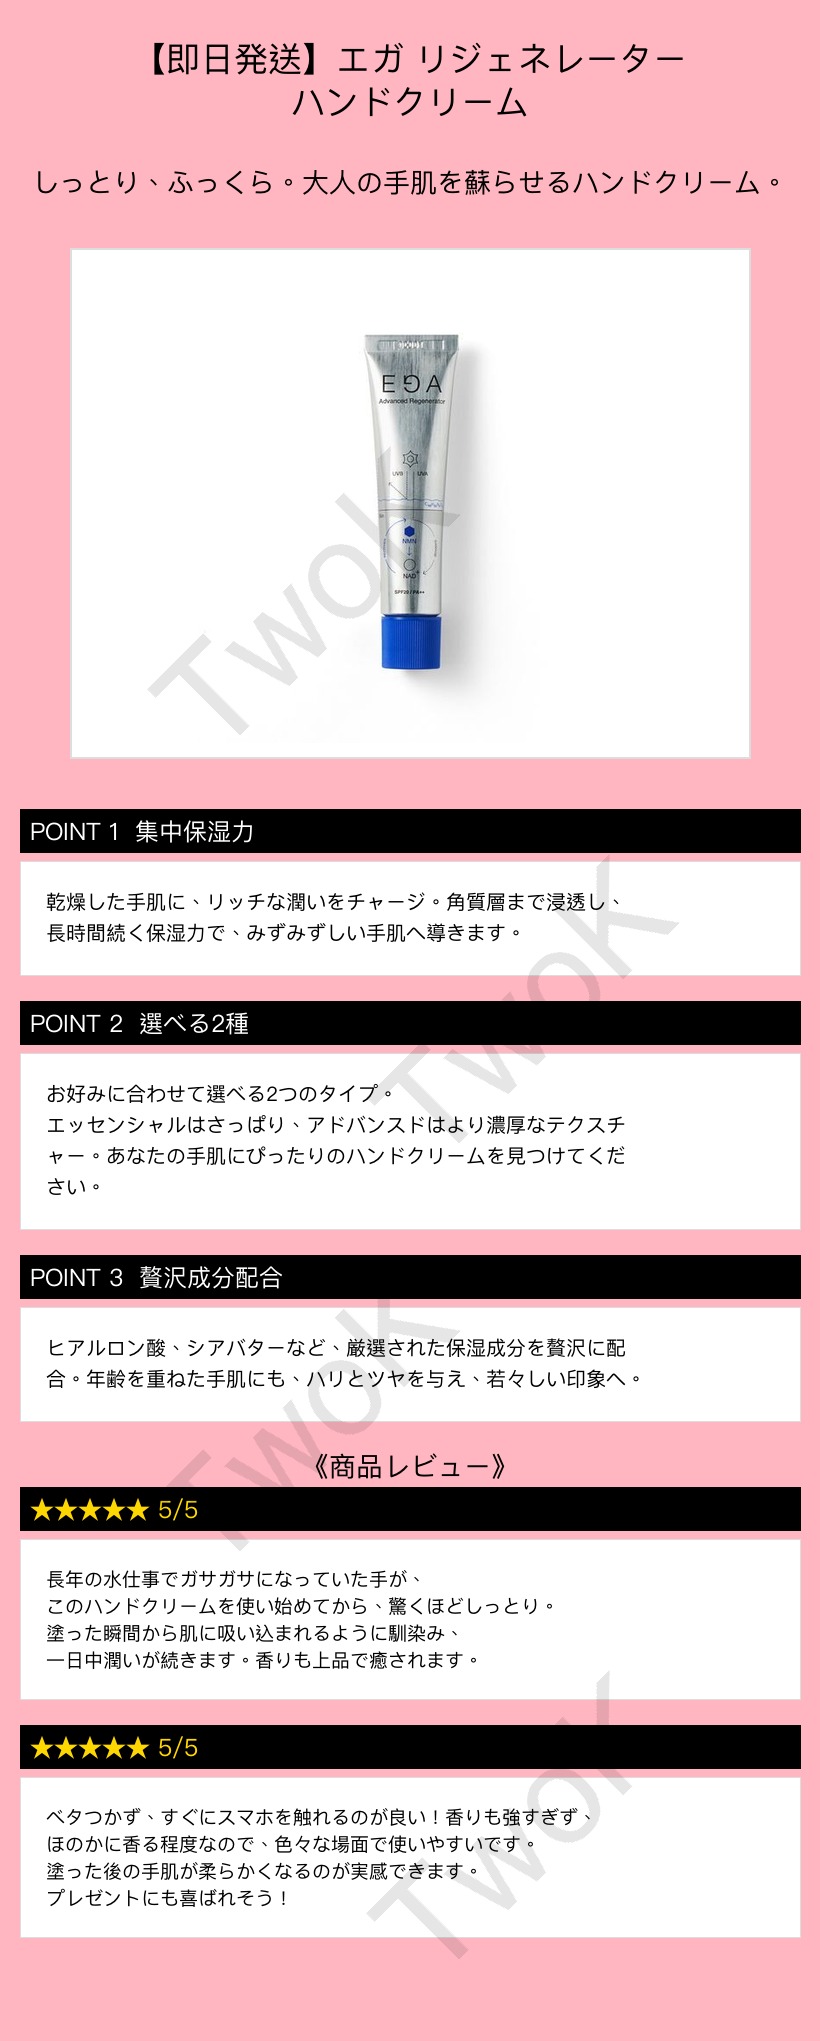 【即日発送】エガ リジェネレーター
ハンドクリーム
しっとり、ふっくら。大人の手肌を蘇らせるハンドクリーム。
EGA
Advanced Regenerator
UVB UVA
NMN
NAD+
SPF20 / PA++
TwoK
POINT 1 集中保湿力
乾燥した手肌に、リッチな潤いをチャージ。角質層まで浸透し、
長時間続く保湿力で、みずみずしい手肌へ導きます。
TwoK
POINT 2 選べる2種
お好みに合わせて選べる2つのタイプ。
エッセンシャルはさっぱり、アドバンスドはより濃厚なテクスチ
ャー。あなたの手肌にぴったりのハンドクリームを見つけてくだ
さい。
POINT 3 贅沢成分配合
ヒアルロン酸、シアバターなど、厳選された保湿成分を贅沢に配
合。年齢を重ねた手肌にも、ハリとツヤを与え、若々しい印象へ。
TwoK
《商品レビュー》
★★★★★ 5/5
長年の水仕事でガサガサになっていた手が、
このハンドクリームを使い始めてから、驚くほどしっとり。
塗った瞬間から肌に吸い込まれるように馴染み、
一日中潤いが続きます。香りも上品で癒されます。
★★★★★ 5/5
ベタつかず、すぐにスマホを触れるのが良い！香りも強すぎず、
ほのかに香る程度なので、色々な場面で使いやすいです。
塗った後の手肌が柔らかくなるのが実感できます。
プレゼントにも喜ばれそう！
TwoK